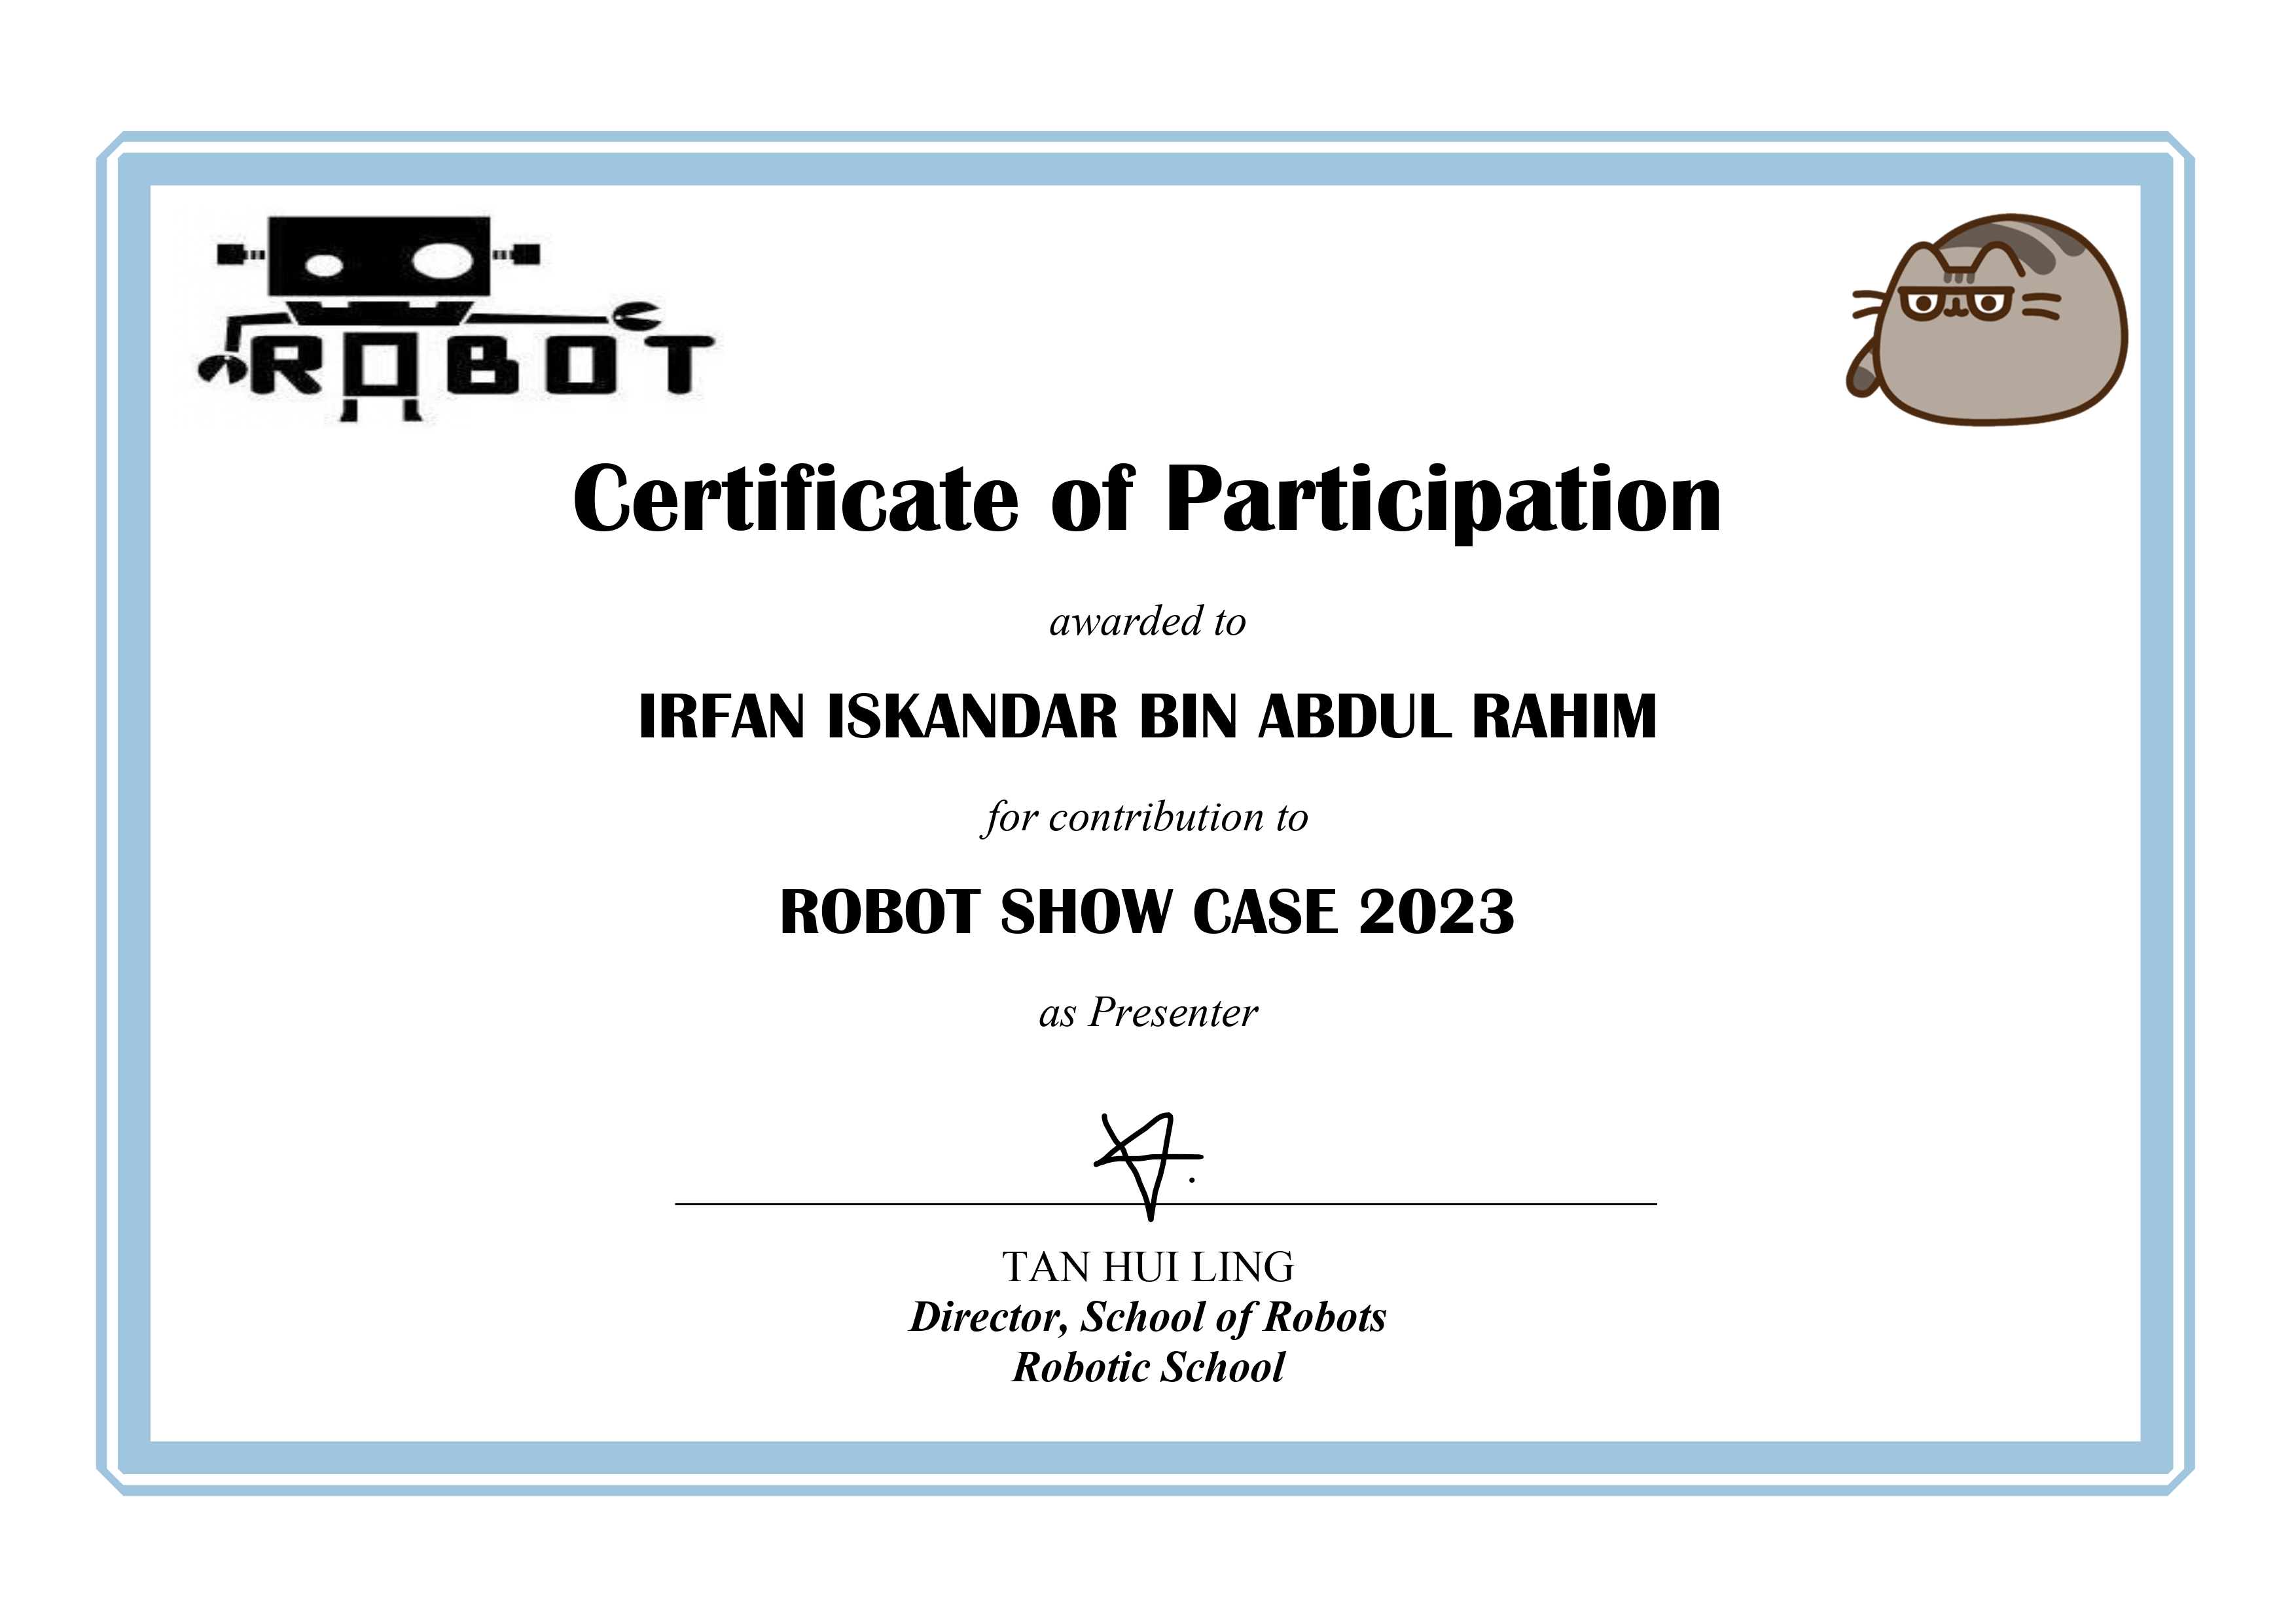 ROBOT
Certificate of Participation
awarded to
IRFAN ISKANDAR BIN ABDUL RAHIM
for contribution to
ROBOT SHOW CASE 2023
as Presenter
TAN HUI LING
Director, School of Robots
Robotic School